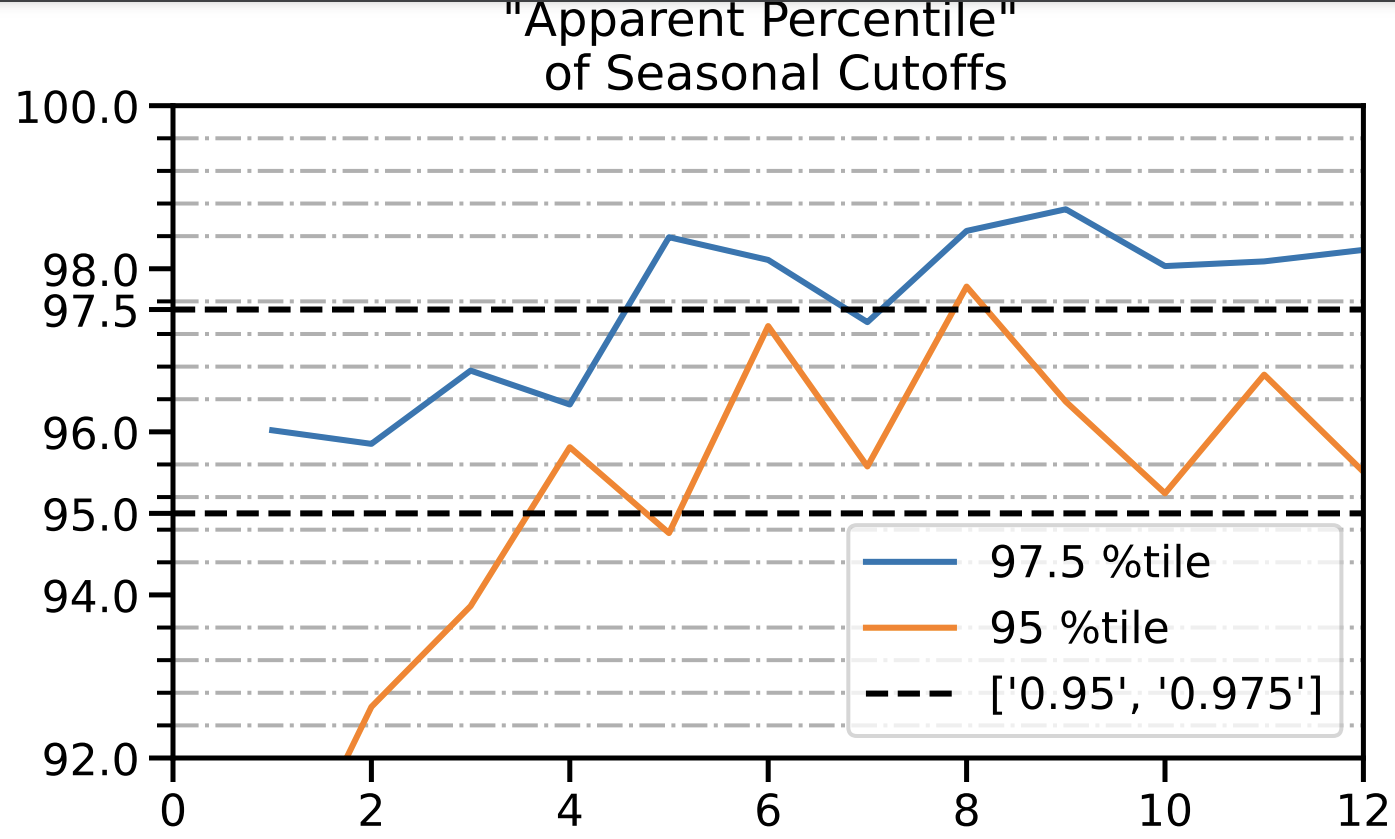 "Apparent Percentile"
of Seasonal Cutoffs
100.0
98.0
97.5
96.0
95.0
94.0
92.0
97.5 %tile
95 %tile
['0.95', '0.975']
0 2 4 6 8 10 12